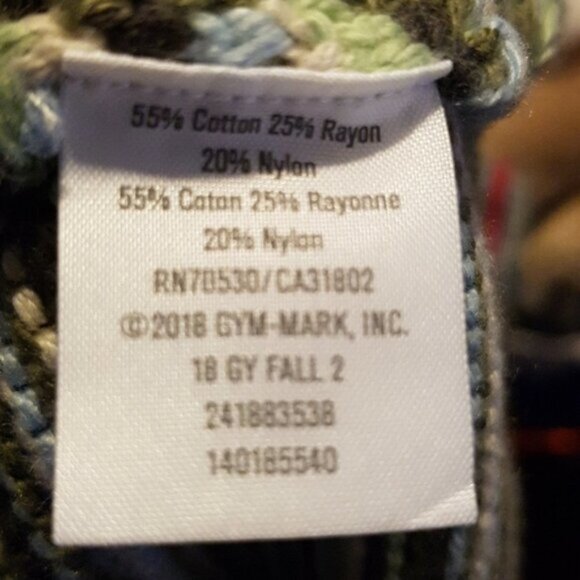 55% Cotton 25% Rayon
20% Nylon
55% Coton 25% Rayonne
20% Nylon
RN70530/CA31802
©2018 GYM-MARK, INC.
18 GY FALL 2
241883538
140185540